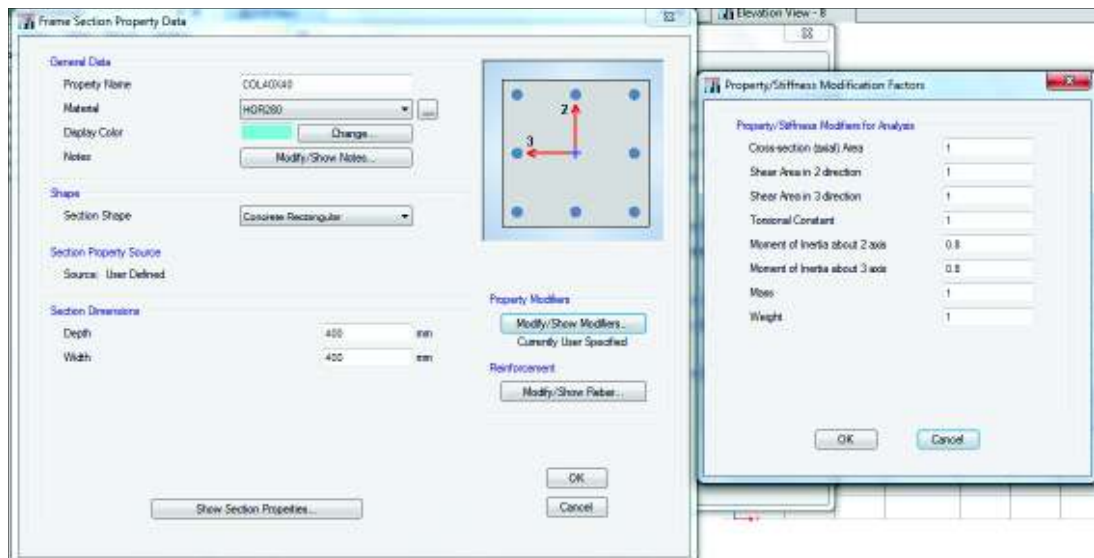 Frame Section Property Data
General Data
Property Name COL40X40
Material HOR280
Display Color Change...
Notes Modify/Show Notes...
Shape
Section Shape Concrete Rectangular
Section Property Source
Source: User Defined
Section Dimensions
Depth 400 mm
Width 400 mm
Show Section Properties...
2
3
Property Modifiers
Modify/Show Modifiers...
Currently User Specified
Reinforcement
Modify/Show Rebar...
OK
Cancel
Elevation View - B
Property/Stiffness Modification Factors
Property/Stiffness Modifiers for Analysis
Cross-section (axial) Area 1
Shear Area in 2 direction 1
Shear Area in 3 direction 1
Torsional Constant 1
Moment of Inertia about 2 axis 0.8
Moment of Inertia about 3 axis 0.8
Mass 1
Weight 1
OK Cancel